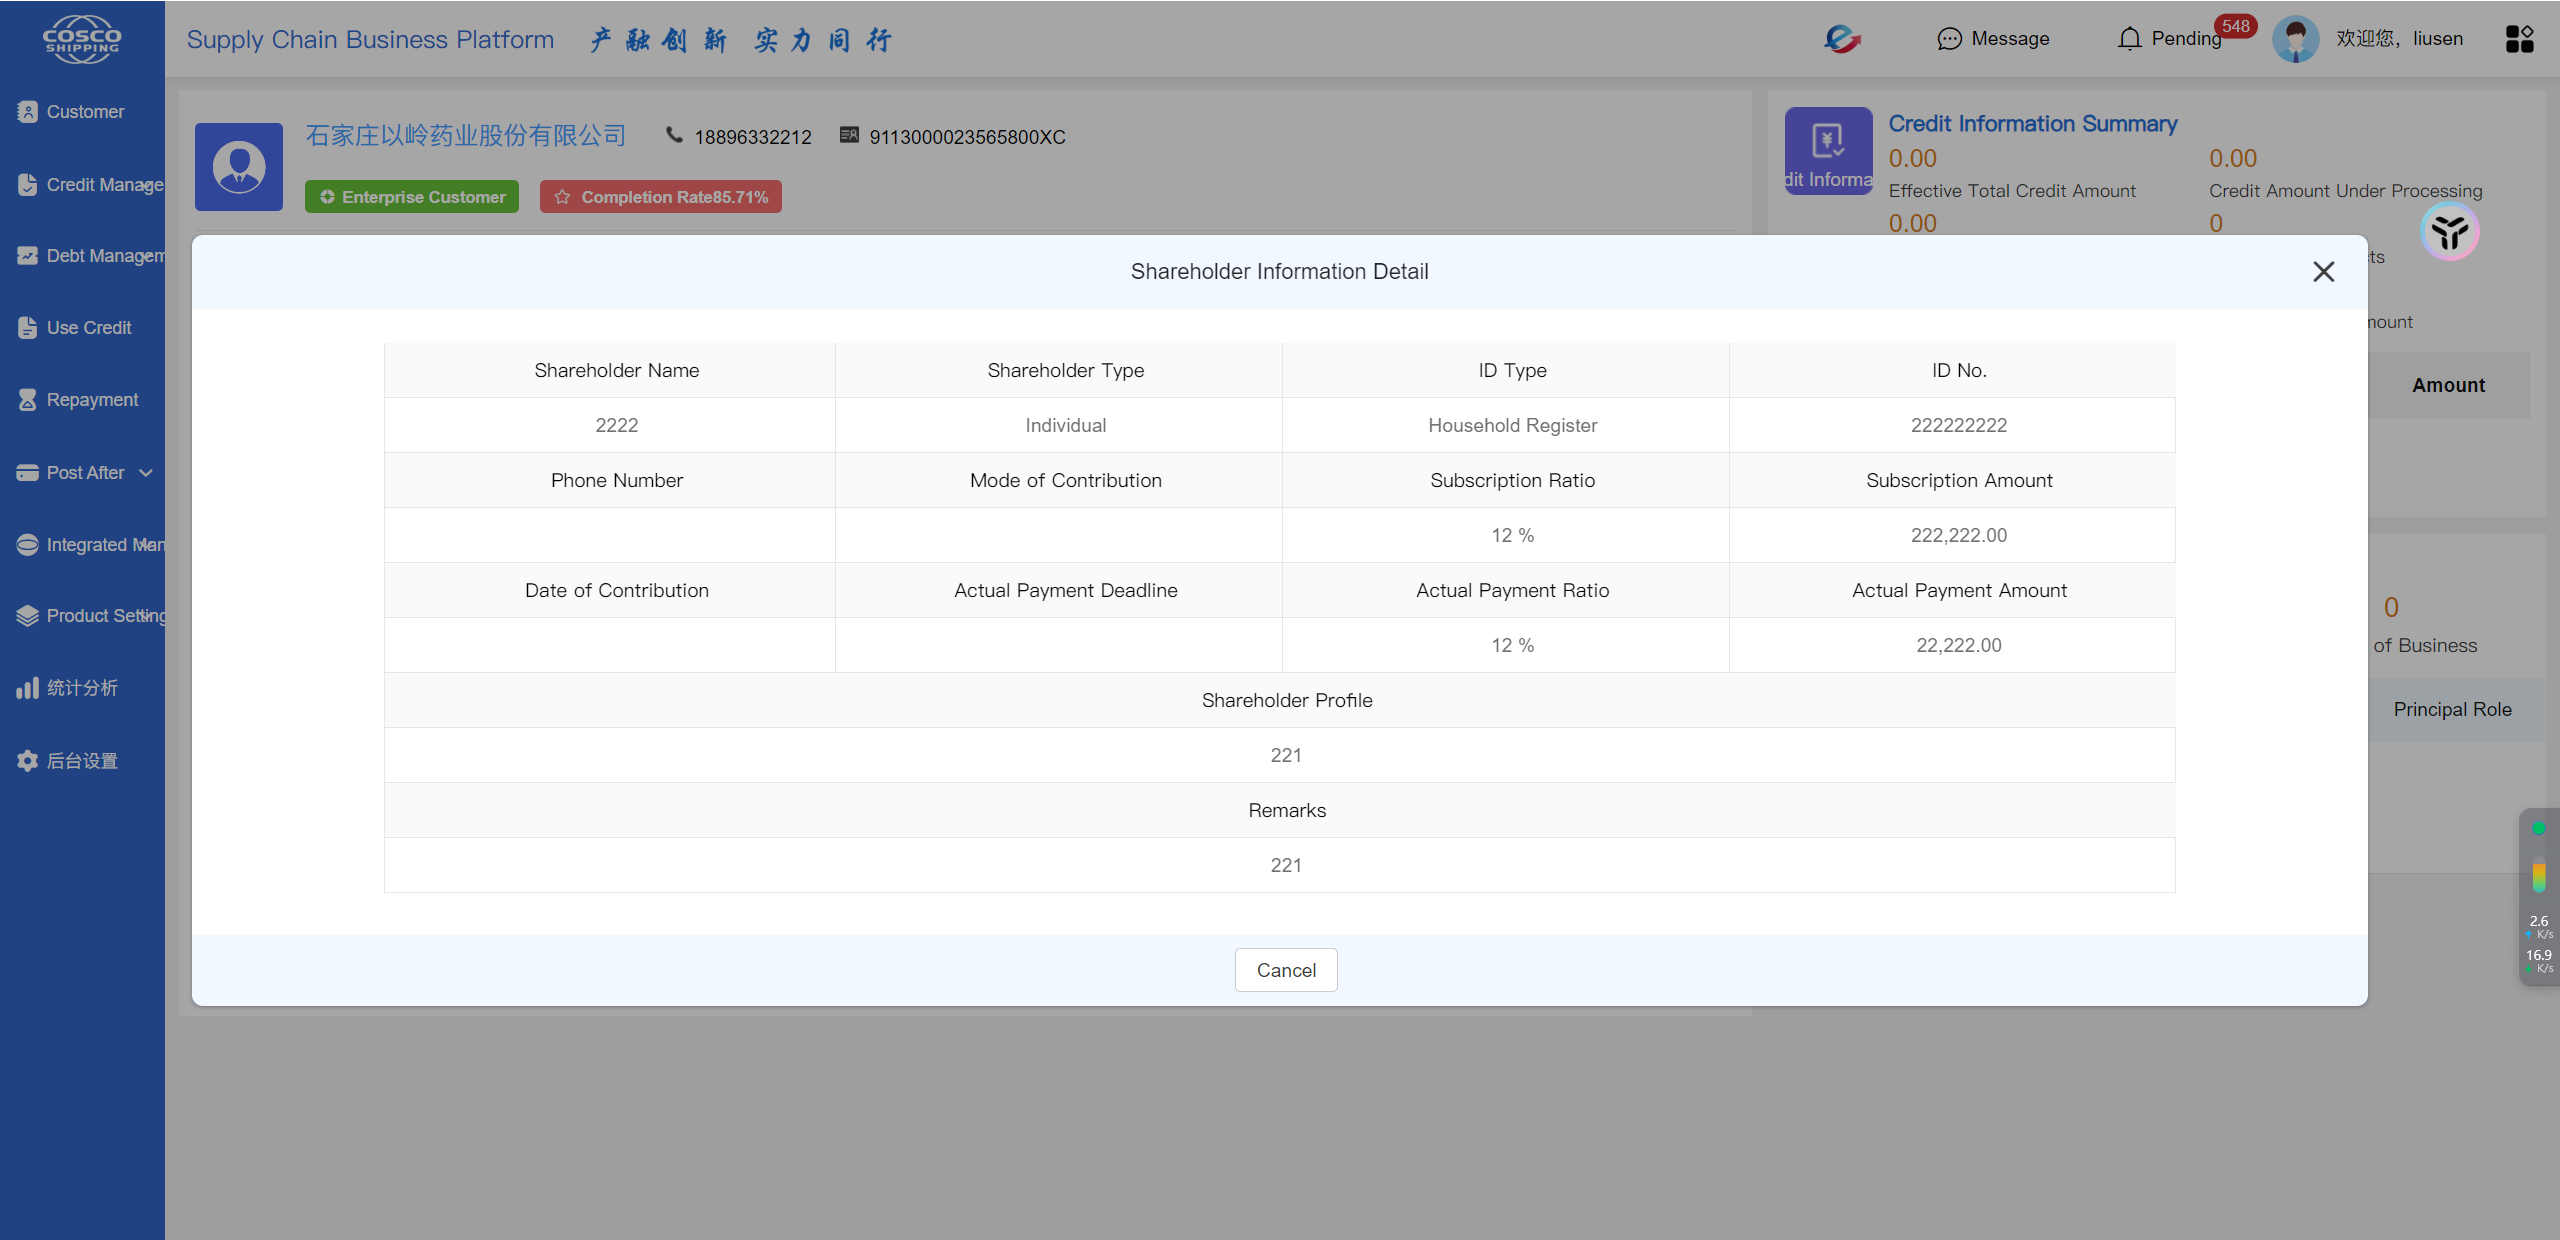 COSCO
SHIPPING
Supply Chain Business Platform
产融创新 实力同行
Message
Pending
548
欢迎您，liusen
Customer
Credit Manage
Debt Managem
Use Credit
Repayment
Post After
Integrated Man
Product Setting
统计分析
后台设置
石家庄以岭药业股份有限公司
18896332212
9113000023565800XC
Enterprise Customer
Completion Rate85.71%
dit Informa
Credit Information Summary
0.00
0.00
Effective Total Credit Amount
Credit Amount Under Processing
0.00
0
ts
mount
Amount
0
of Business
Principal Role
Shareholder Information Detail
Shareholder Name
Shareholder Type
ID Type
ID No.
2222
Individual
Household Register
222222222
Phone Number
Mode of Contribution
Subscription Ratio
Subscription Amount
12 %
222,222.00
Date of Contribution
Actual Payment Deadline
Actual Payment Ratio
Actual Payment Amount
12 %
22,222.00
Shareholder Profile
221
Remarks
221
Cancel
2.6
K/s
16.9
K/s